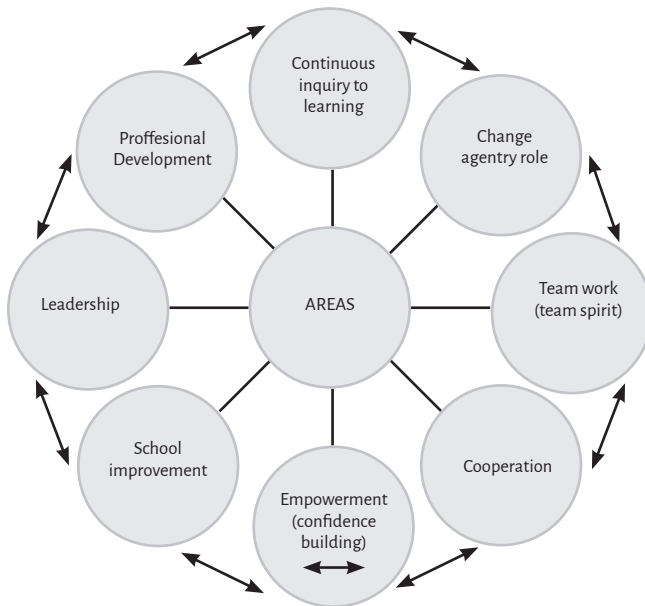 Continuous
inquiry to
learning
Proffesional
Development
Change
agentry role
Leadership
AREAS
Team work
(team spirit)
School
improvement
Cooperation
Empowerment
(confidence
building)